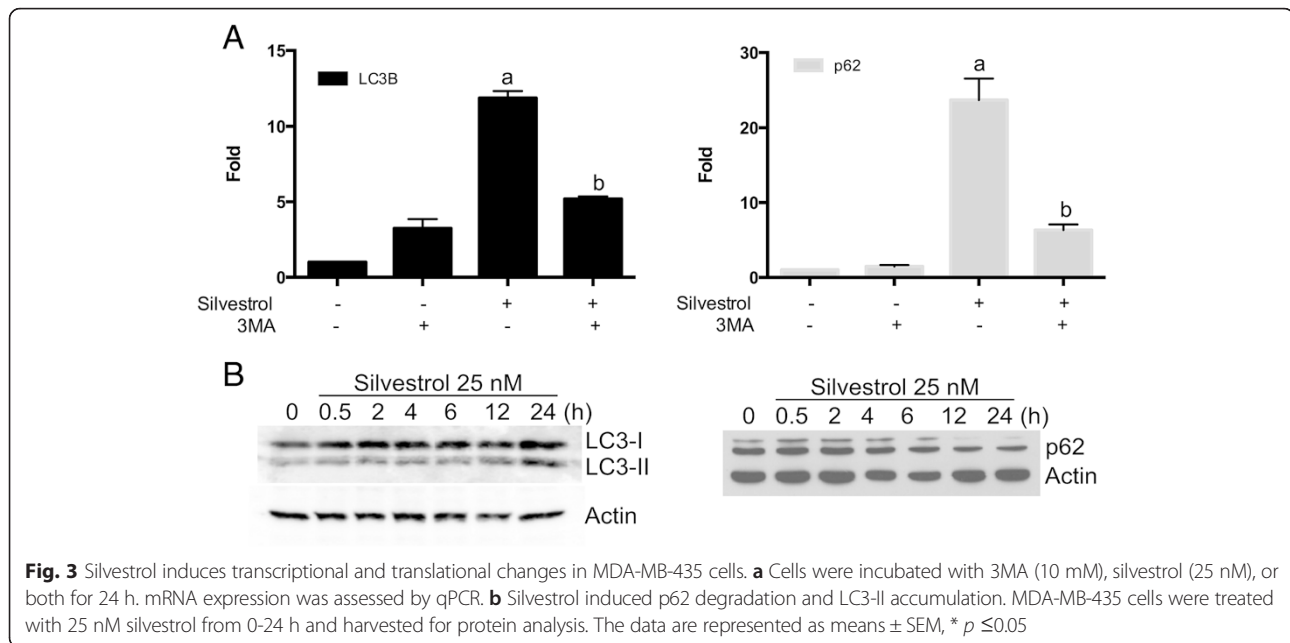 A
15
10
5
0
Fold
LC3B
a
b
Silvestrol - - + +
3MA - + - +
30
20
10
0
Fold
p62
a
b
Silvestrol - - + +
3MA - + - +
B
Silvestrol 25 nM
0 0.5 2 4 6 12 24 (h)
LC3-I
LC3-II
Actin
Silvestrol 25 nM
0 0.5 2 4 6 12 24 (h)
p62
Actin
Fig. 3 Silvestrol induces transcriptional and translational changes in MDA-MB-435 cells. a Cells were incubated with 3MA (10 mM), silvestrol (25 nM), or
both for 24 h. mRNA expression was assessed by qPCR. b Silvestrol induced p62 degradation and LC3-II accumulation. MDA-MB-435 cells were treated
with 25 nM silvestrol from 0-24 h and harvested for protein analysis. The data are represented as means ± SEM, * p ≤0.05